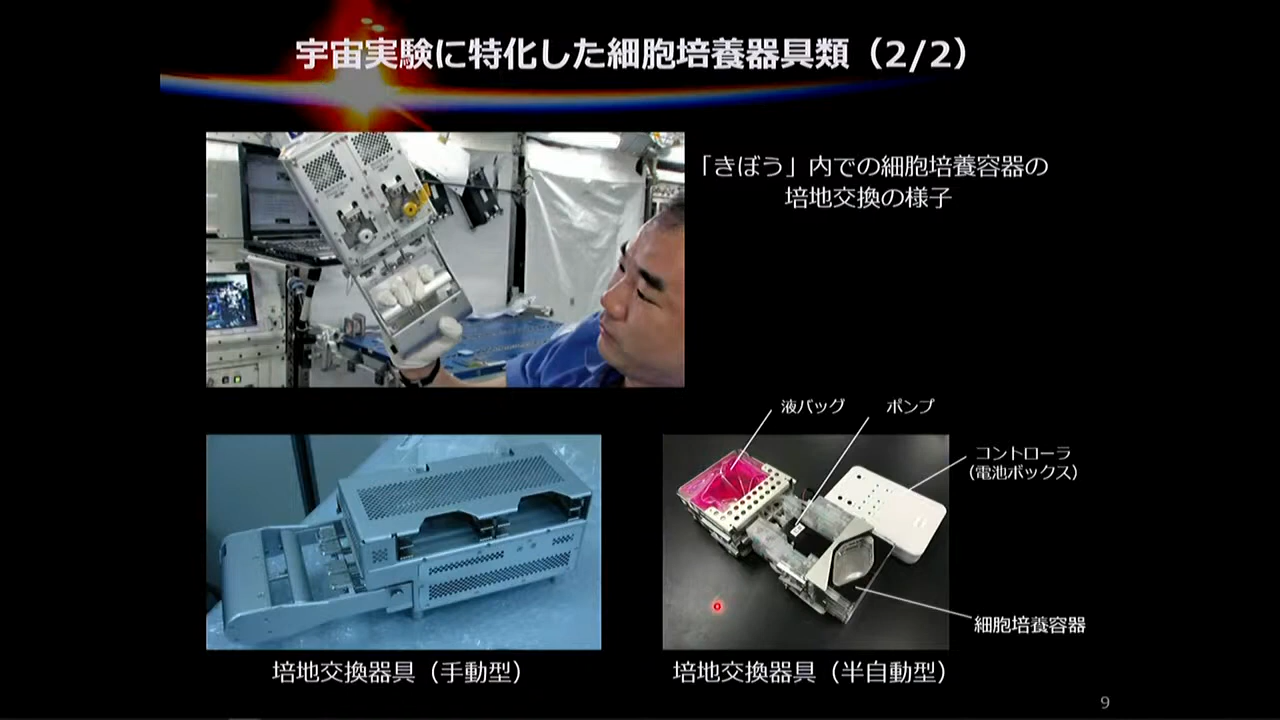 宇宙実験に特化した細胞培養器具類（2/2）
「きぼう」内での細胞培養容器の
培地交換の様子
液バッグ
ポンプ
コントローラ
（電池ボックス）
細胞培養容器
培地交換器具（手動型）
培地交換器具（半自動型）
9